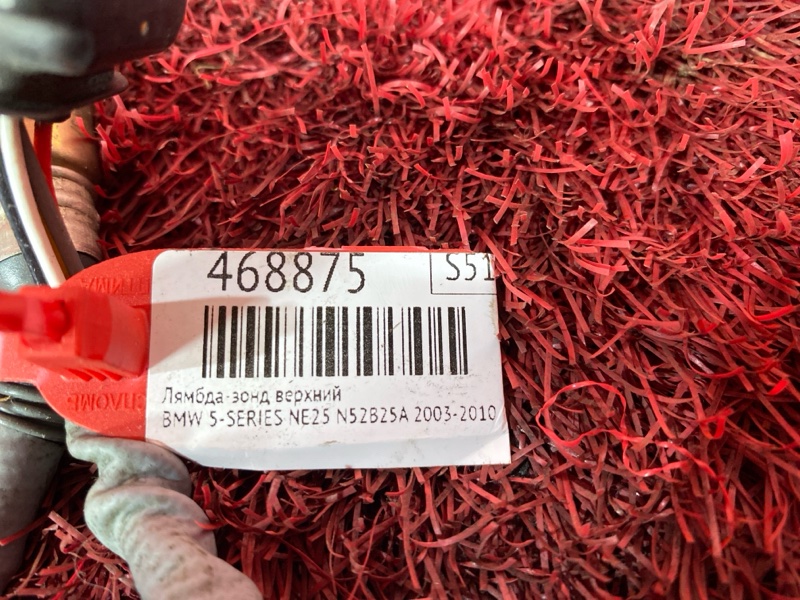 468875
S51
Лямбда-зонд верхний
BMW 5-SERIES NE25 N52B25A 2003-2010